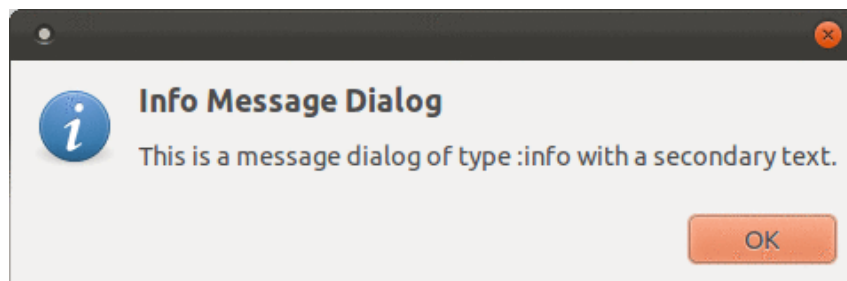 Info Message Dialog
This is a message dialog of type :info with a secondary text.
OK